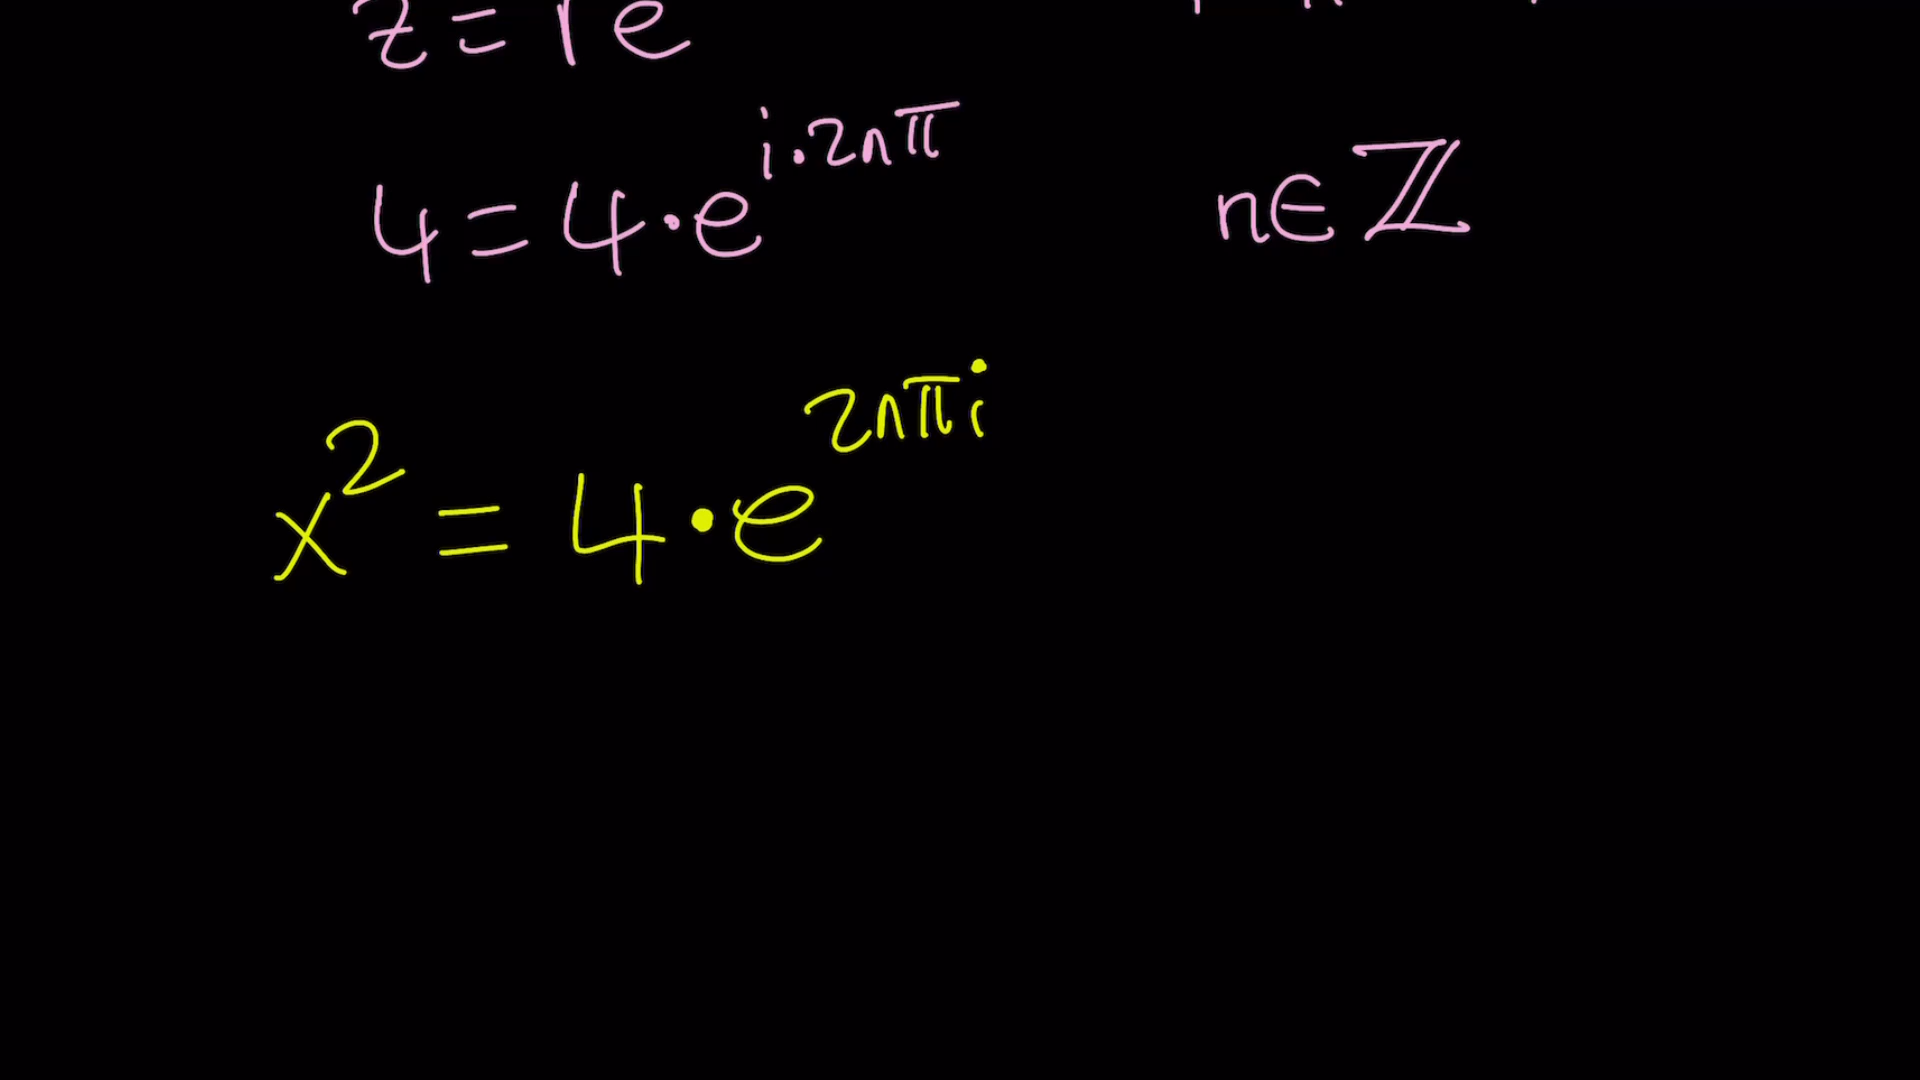 z = re
4 = 4·e^{i·2nπ} n∈ℤ
x² = 4·e^{2nπi}